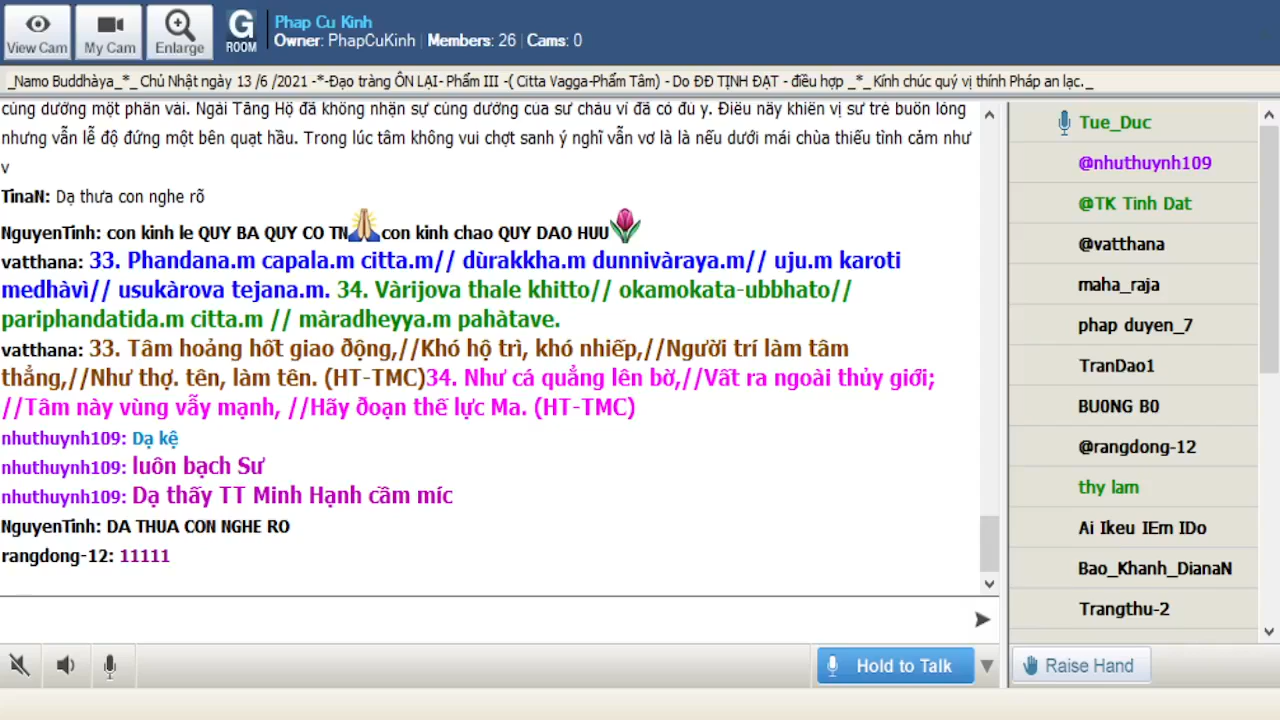 View Cam
My Cam
Enlarge
G
ROOM
Phap Cu Kinh
Owner: PhapCuKinh Members: 26 Cams: 0
_Namo Buddhàya_*_ Chủ Nhật ngày 13 /6 /2021 -*-Đạo tràng ÔN LẠI- Phẩm III -( Citta Vagga-Phẩm Tâm) - Do ĐĐ TỊNH ĐẠT - điều hợp _*_ Kính chúc quý vị thính Pháp an lạc._
cúng dường một phần vải. Ngài Tăng Hộ đã không nhận sự cúng dường của sư cháu vì đã có đủ y. Điều này khiến vị sư trẻ buồn lòng
nhưng vẫn lễ độ đứng một bên quạt hầu. Trong lúc tâm không vui chợt sanh ý nghĩ vẫn vơ là là nếu dưới mái chùa thiếu tình cảm như
v
TinaN: Dạ thưa con nghe rõ
NguyenTinh: con kinh le QUY BA QUY CO TN con kinh chao QUY DAO HUU
vatthana: 33. Phandana.m capala.m citta.m// dùrakkha.m dunnivàraya.m// uju.m karoti
medhàvì// usukàrova tejana.m. 34. Vàrijova thale khitto// okamokata-ubbhato//
pariphandatida.m citta.m // màradheyya.m pahàtave.
vatthana: 33. Tâm hoảng hốt giao động,//Khó hộ trì, khó nhiếp,//Người trí làm tâm
thẳng,//Như thợ. tên, làm tên. (HT-TMC)34. Như cá quẳng lên bờ,//Vất ra ngoài thủy giới;
//Tâm này vùng vẫy mạnh, //Hãy đoạn thế lực Ma. (HT-TMC)
nhuthuynh109: Dạ kệ
nhuthuynh109: luôn bạch Sư
nhuthuynh109: Dạ thấy TT Minh Hạnh cầm míc
NguyenTinh: DA THUA CON NGHE RO
rangdong-12: 11111
Hold to Talk
Tue_Duc
@nhuthuynh109
@TK Tinh Dat
@vatthana
maha_raja
phap duyen_7
TranDao1
BU0NG B0
@rangdong-12
thy lam
Ai Ikeu IEm IDo
Bao_Khanh_DianaN
Trangthu-2
Raise Hand